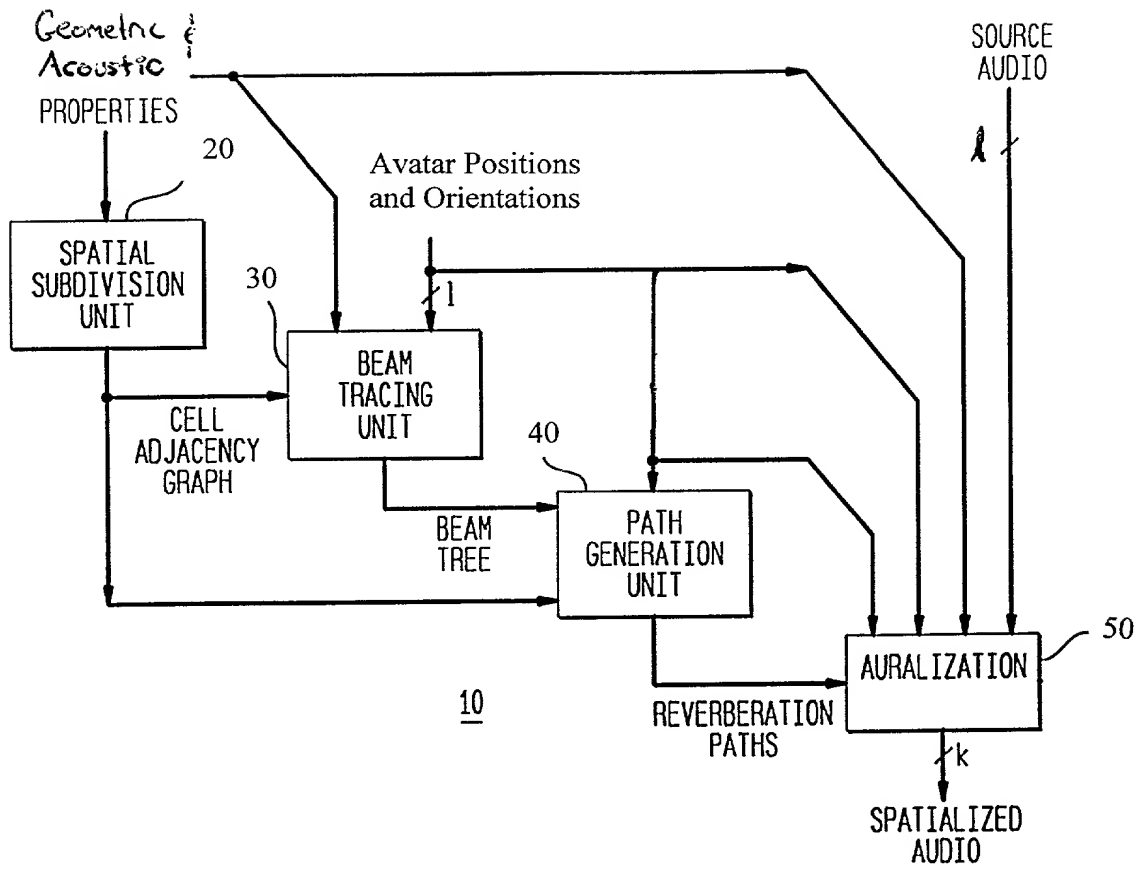 Geometric &
Acoustic
PROPERTIES
SOURCE
AUDIO
l
20
Avatar Positions
and Orientations
SPATIAL
SUBDIVISION
UNIT
30
l
BEAM
TRACING
UNIT
CELL
ADJACENCY
GRAPH
40
BEAM
TREE
PATH
GENERATION
UNIT
50
AURALIZATION
10
REVERBERATION
PATHS
k
SPATIALIZED
AUDIO